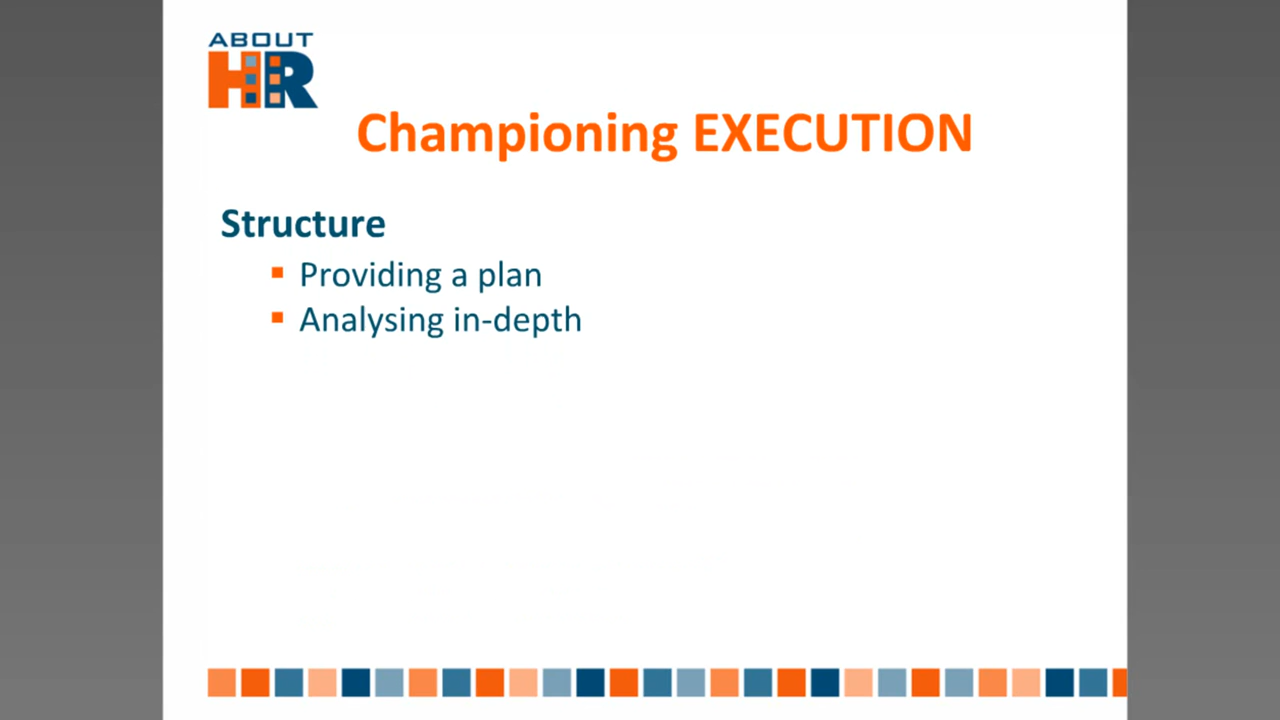 ABOUT
HR
Championing EXECUTION
Structure
Providing a plan
Analysing in-depth